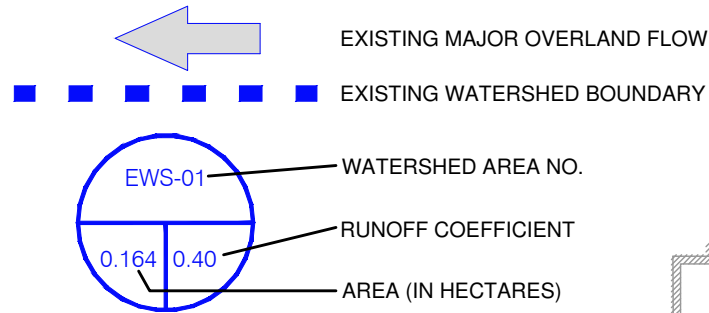 EXISTING MAJOR OVERLAND FLOW
EXISTING WATERSHED BOUNDARY
EWS-01
WATERSHED AREA NO.
RUNOFF COEFFICIENT
0.164 0.40
AREA (IN HECTARES)